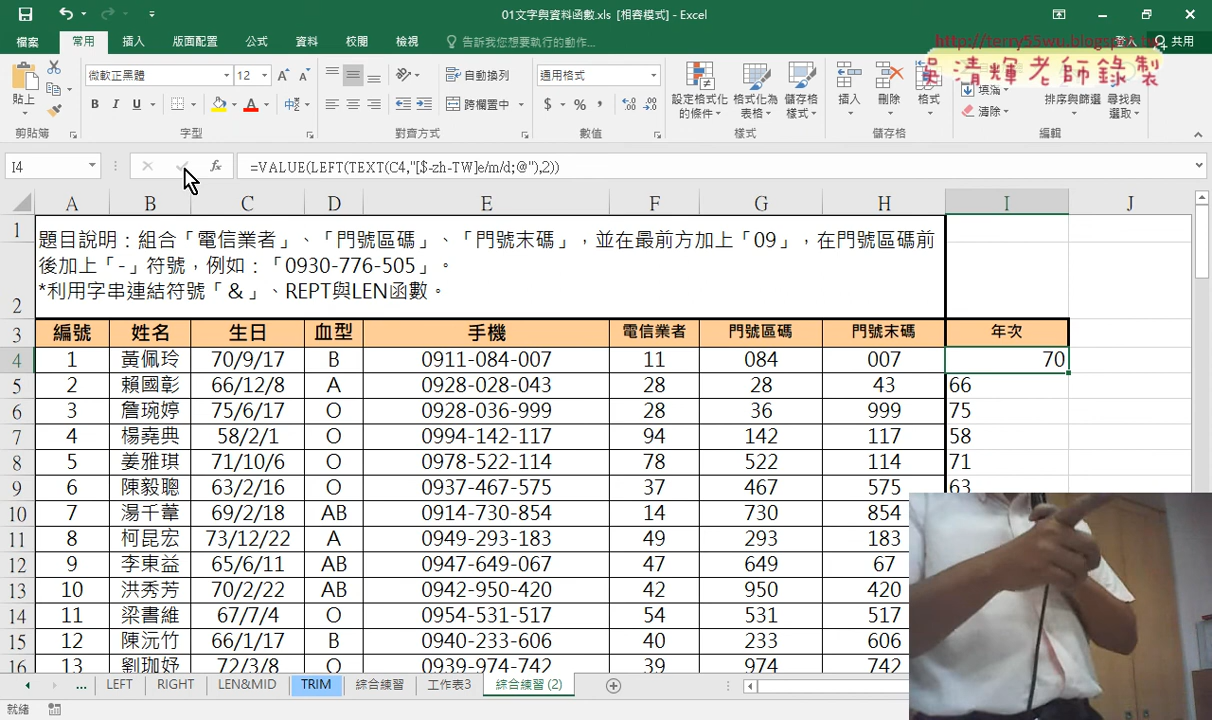 01文字與資料函數.xls [相容模式] - Excel
檔案 常用 插入 版面配置 公式 資料 校閱 檢視 告訴我您想要執行的動作... 登入 共用
http://terry55wu.blogspot.tw
吳清輝老師錄製
微軟正黑體 12 自動換列 通用格式
貼上 B I U A 中 跨欄置中 $ % , 設定格式化的條件 格式化為表格 儲存格樣式 插入 刪除 格式 填滿 清除 排序與篩選 尋找與選取
剪貼簿 字型 對齊方式 數值 樣式 儲存格 編輯
I4 fx =VALUE(LEFT(TEXT(C4,"[$-zh-TW]e/m/d;@"),2))
A B C D E F G H I J
1 題目說明：組合「電信業者」、「門號區碼」、「門號末碼」，並在最前方加上「09」，在門號區碼前
後加上「-」符號，例如：「0930-776-505」。
2 *利用字串連結符號「&」、REPT與LEN函數。
3 編號 姓名 生日 血型 手機 電信業者 門號區碼 門號末碼 年次
4 1 黃佩玲 70/9/17 B 0911-084-007 11 084 007 70
5 2 賴國彰 66/12/8 A 0928-028-043 28 28 43 66
6 3 詹琬婷 75/6/17 O 0928-036-999 28 36 999 75
7 4 楊堯典 58/2/1 O 0994-142-117 94 142 117 58
8 5 姜雅琪 71/10/6 O 0978-522-114 78 522 114 71
9 6 陳毅聰 63/2/16 O 0937-467-575 37 467 575 63
10 7 湯千葦 69/2/18 AB 0914-730-854 14 730 854
11 8 柯昆宏 73/12/22 A 0949-293-183 49 293 183
12 9 李東益 65/6/11 AB 0947-649-067 47 649 67
13 10 洪秀芳 70/2/22 AB 0942-950-420 42 950 420
14 11 梁書維 67/7/4 O 0954-531-517 54 531 517
15 12 陳沅竹 66/1/17 B 0940-233-606 40 233 606
16 13 劉珈妤 72/3/8 O 0939-974-742 39 974 742
... LEFT RIGHT LEN&MID TRIM 綜合練習 工作表3 綜合練習 (2)
就緒